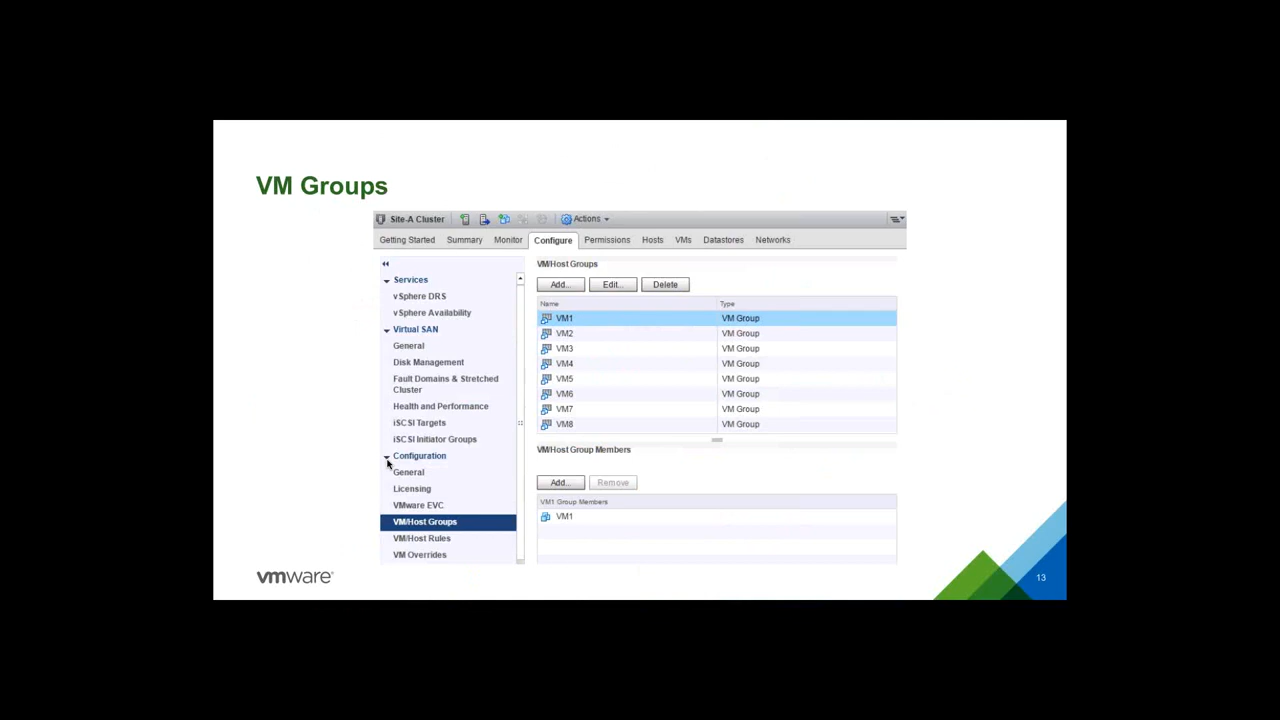 VM Groups
Site-A Cluster Actions
Getting Started Summary Monitor Configure Permissions Hosts VMs Datastores Networks
Services
vSphere DRS
vSphere Availability
Virtual SAN
General
Disk Management
Fault Domains & Stretched
Cluster
Health and Performance
iSCSI Targets
iSCSI Initiator Groups
Configuration
General
Licensing
VMware EVC
VM/Host Groups
VM/Host Rules
VM Overrides
VM/Host Groups
Add... Edit... Delete
Name Type
VM1 VM Group
VM2 VM Group
VM3 VM Group
VM4 VM Group
VM5 VM Group
VM6 VM Group
VM7 VM Group
VM8 VM Group
VM/Host Group Members
Add... Remove
VM1 Group Members
VM1
vmware®
13